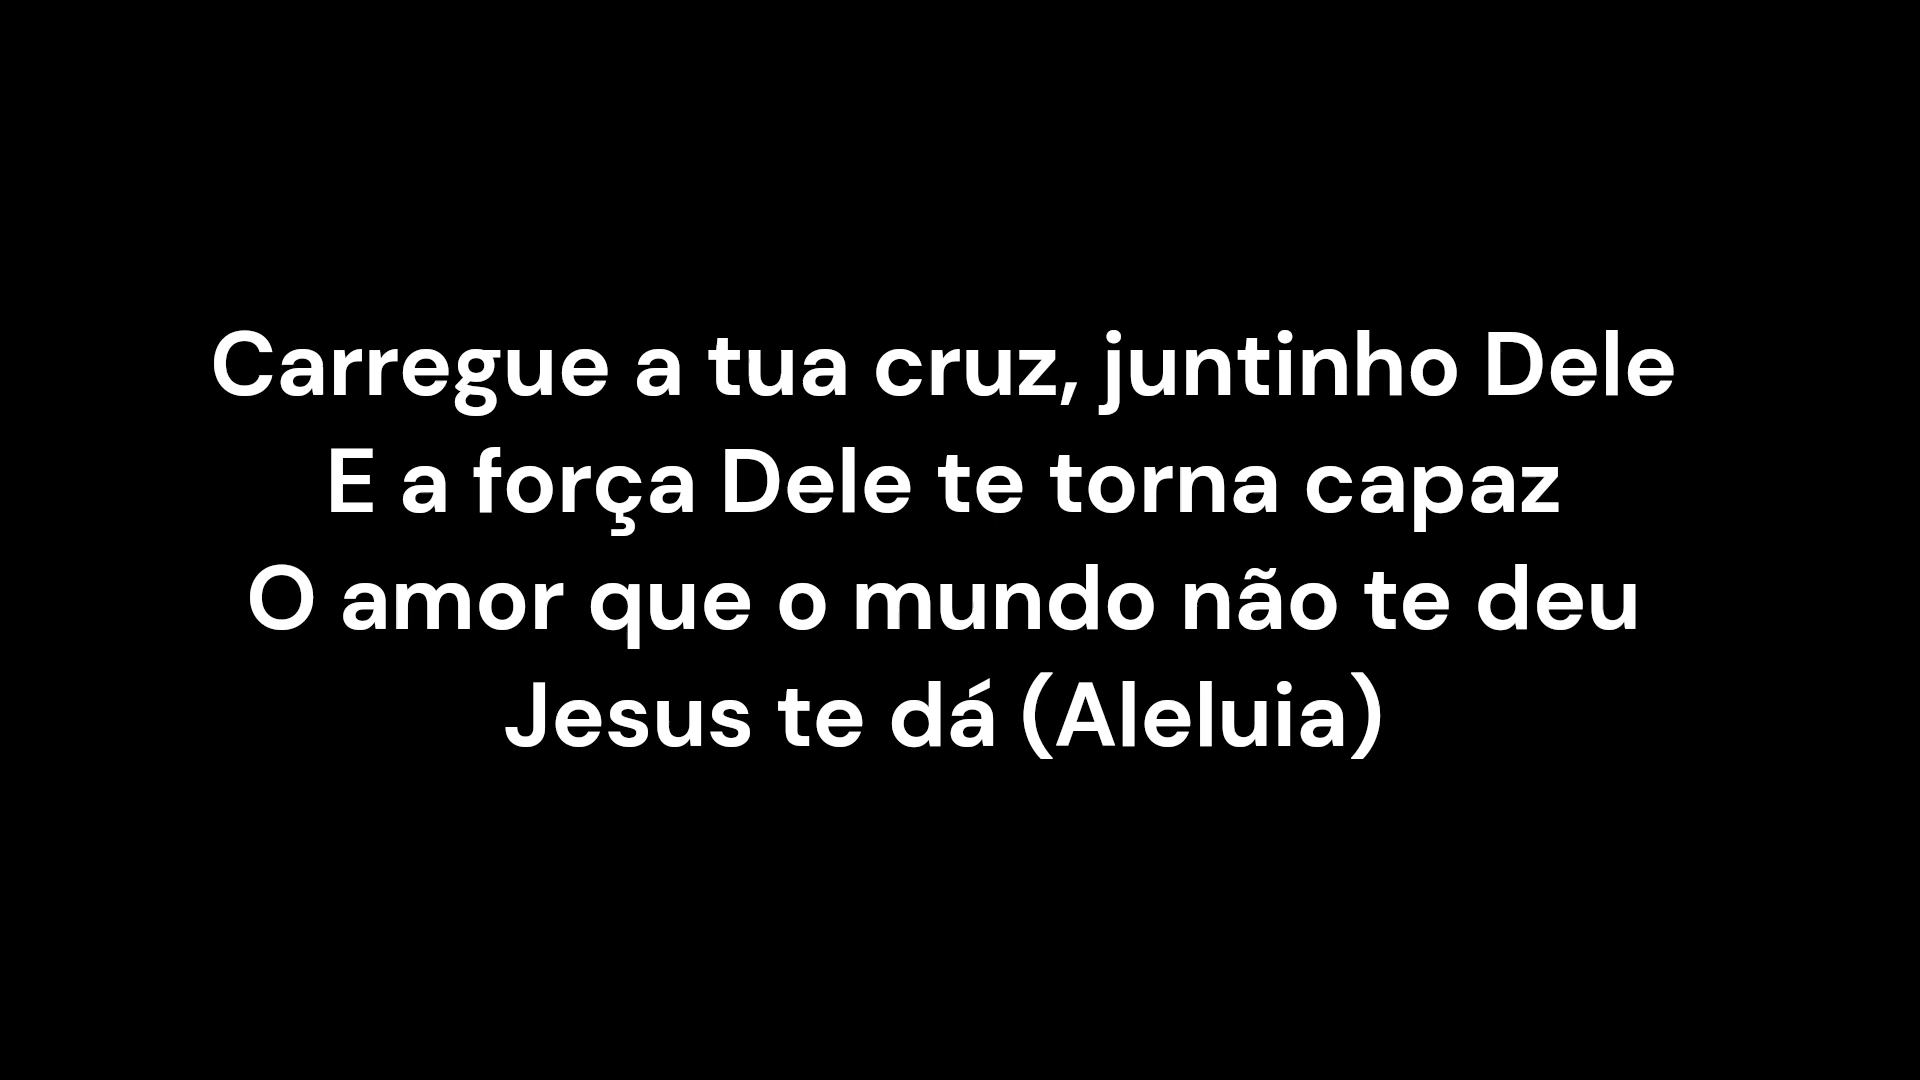 Carregue a tua cruz, juntinho Dele
E a força Dele te torna capaz
O amor que o mundo não te deu
Jesus te dá (Aleluia)